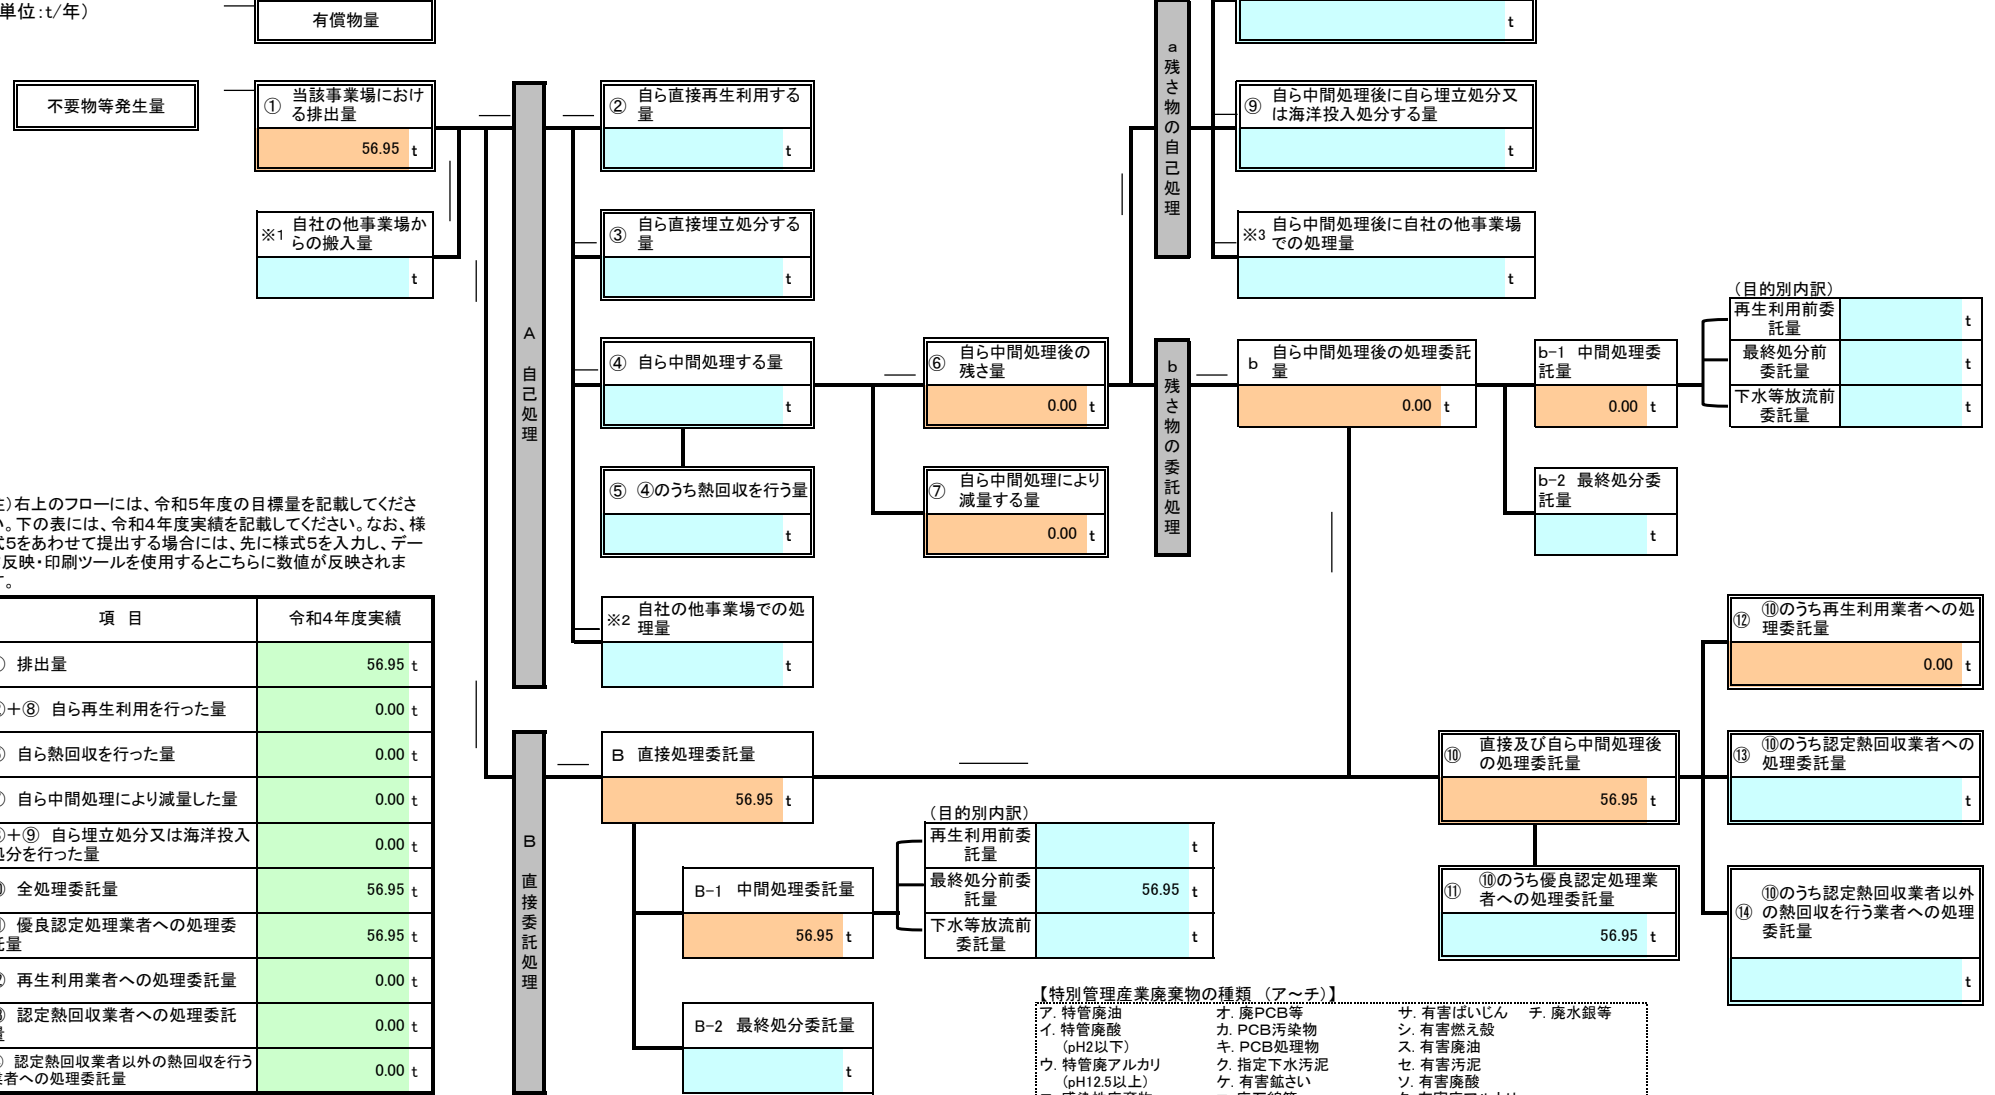 単位:t/年)
有償物量
t
不要物等発生量
① 当該事業場におけ
る排出量
56.95 t
※1 自社の他事業場か
らの搬入量
t
A 自己処理
② 自ら直接再生利用する
量
t
③ 自ら直接埋立処分する
量
t
④ 自ら中間処理する量
t
⑤ ④のうち熱回収を行う量
t
※2 自社の他事業場での処
理量
t
⑥ 自ら中間処理後の
残さ量
0.00 t
⑦ 自ら中間処理により
減量する量
0.00 t
a 残さ物の自己処理
⑨ 自ら中間処理後に自ら埋立処分又
は海洋投入処分する量
t
※3 自ら中間処理後に自社の他事業場
での処理量
t
b 残さ物の委託処理
b 自ら中間処理後の処理委託
量
0.00 t
b-1 中間処理委
託量
0.00 t
b-2 最終処分委
託量
t
(目的別内訳)
再生利用前委
託量
t
最終処分前
委託量
t
下水等放流前
委託量
t
)右上のフローには、令和5年度の目標量を記載してくださ
。下の表には、令和4年度実績を記載してください。なお、様
5をあわせて提出する場合には、先に様式5を入力し、デー
反映・印刷ツールを使用するとこちらに数値が反映されま
。
項 目 令和4年度実績
排出量 56.95 t
+⑧ 自ら再生利用を行った量 0.00 t
自ら熱回収を行った量 0.00 t
自ら中間処理により減量した量 0.00 t
+⑨ 自ら埋立処分又は海洋投入
処分を行った量 0.00 t
全処理委託量 56.95 t
優良認定処理業者への処理委
託量 56.95 t
再生利用業者への処理委託量 0.00 t
認定熱回収業者への処理委託
量 0.00 t
認定熱回収業者以外の熱回収を行う
業者への処理委託量 0.00 t
B 直接委託処理
B 直接処理委託量
56.95 t
B-1 中間処理委託量
56.95 t
B-2 最終処分委託量
t
(目的別内訳)
再生利用前委
託量
t
最終処分前委
託量
56.95 t
下水等放流前
委託量
t
⑩ 直接及び自ら中間処理後
の処理委託量
56.95 t
⑪ ⑩のうち優良認定処理業
者への処理委託量
56.95 t
⑫ ⑩のうち再生利用業者への処
理委託量
0.00 t
⑬ ⑩のうち認定熱回収業者への
処理委託量
t
⑭ ⑩のうち認定熱回収業者以外
の熱回収を行う業者への処理
委託量
t
【特別管理産業廃棄物の種類 (ア~チ)】
ア. 特管廃油 オ. 廃PCB等 サ. 有害ばいじん チ. 廃水銀等
イ. 特管廃酸 カ. PCB汚染物 シ. 有害燃え殻
(pH2以下) キ. PCB処理物 ス. 有害廃油
ウ. 特管廃アルカリ ク. 指定下水汚泥 セ. 有害汚泥
(pH12.5以上) ケ. 有害鉱さい ソ. 有害廃酸